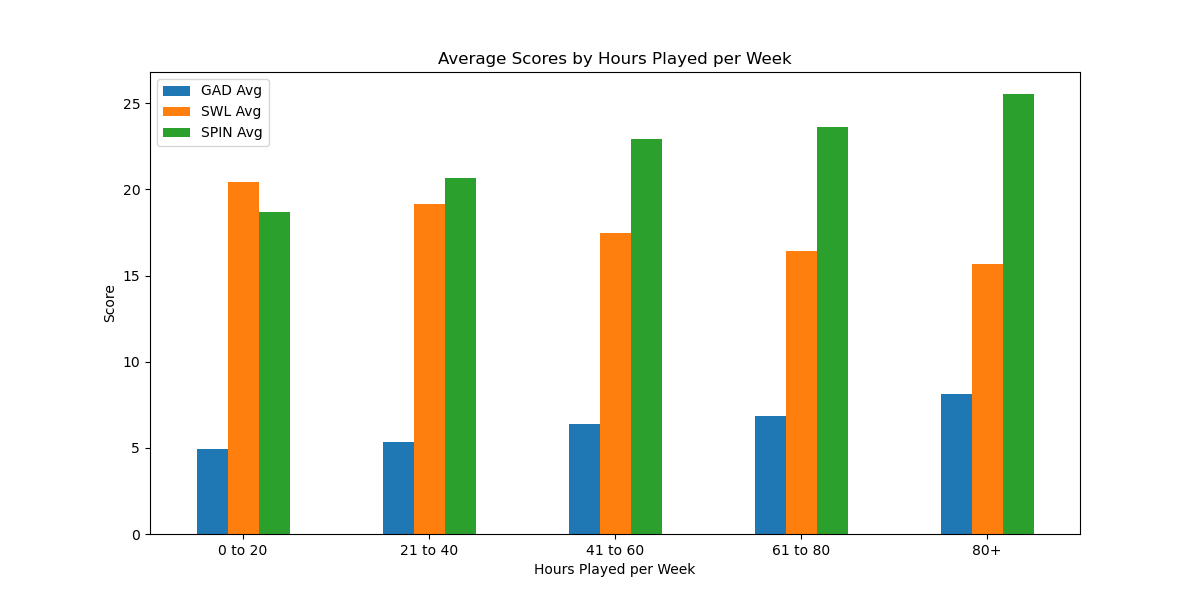 Average Scores by Hours Played per Week
GAD Avg
SWL Avg
SPIN Avg
25
20
15
10
5
0
Score
0 to 20 21 to 40 41 to 60 61 to 80 80+
Hours Played per Week